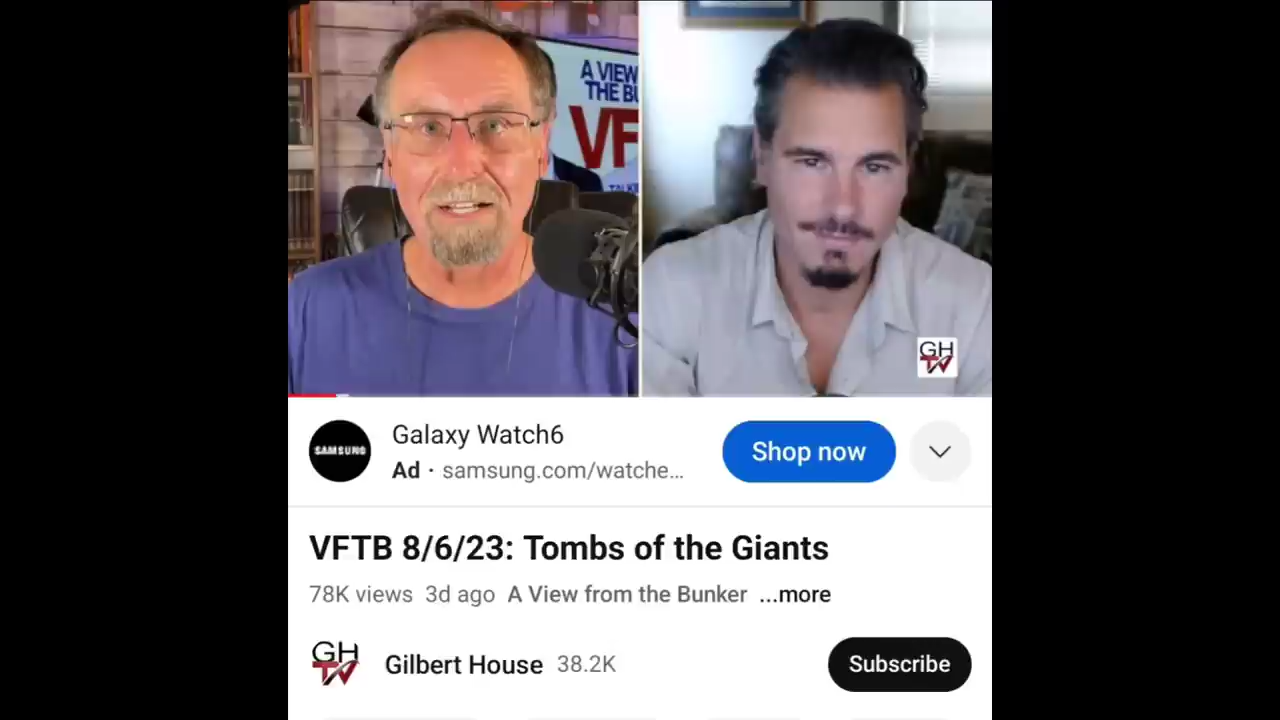 A VIEW
THE BU
VF
TALKI
GH
TV
SAMSUNG
Galaxy Watch6
Ad · samsung.com/watche...
Shop now
VFTB 8/6/23: Tombs of the Giants
78K views 3d ago A View from the Bunker ...more
GH
TV
Gilbert House 38.2K
Subscribe